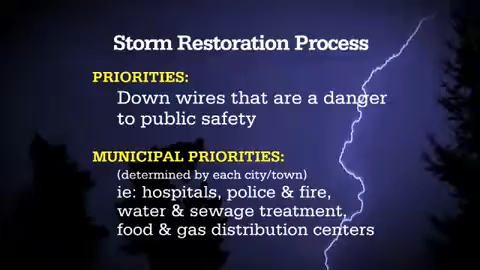 Storm Restoration Process
PRIORITIES:
Down wires that are a danger
to public safety
MUNICIPAL PRIORITIES:
(determined by each city/town)
ie: hospitals, police & fire,
water & sewage treatment,
food & gas distribution centers